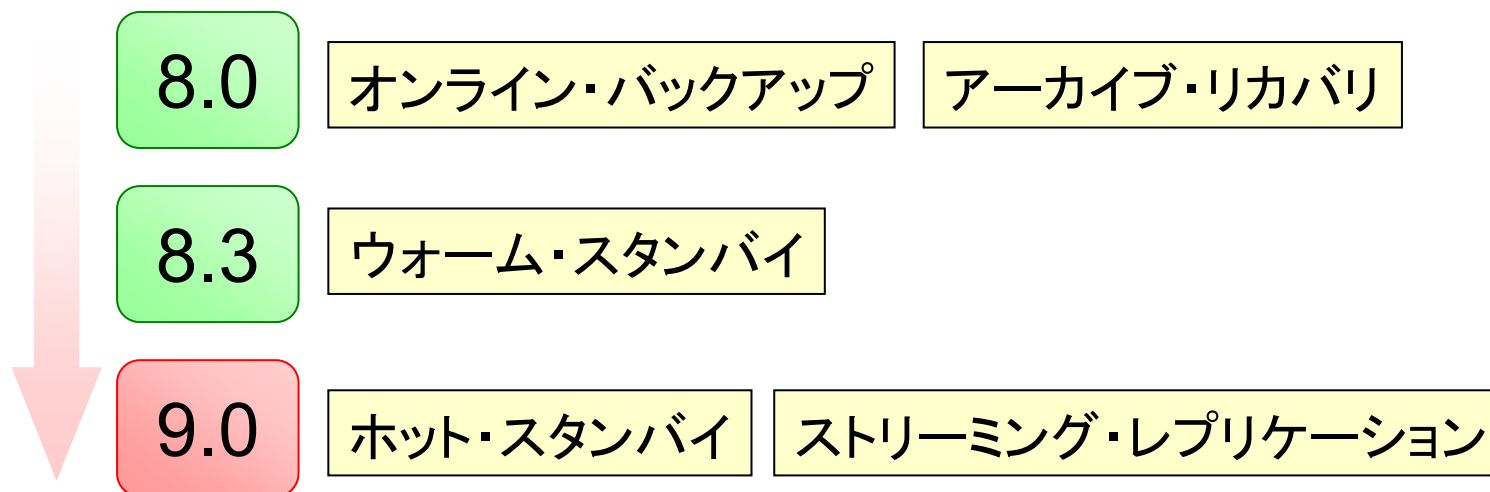 8.0 オンライン・バックアップ アーカイブ・リカバリ
8.3 ウォーム・スタンバイ
9.0 ホット・スタンバイ ストリーミング・レプリケーション